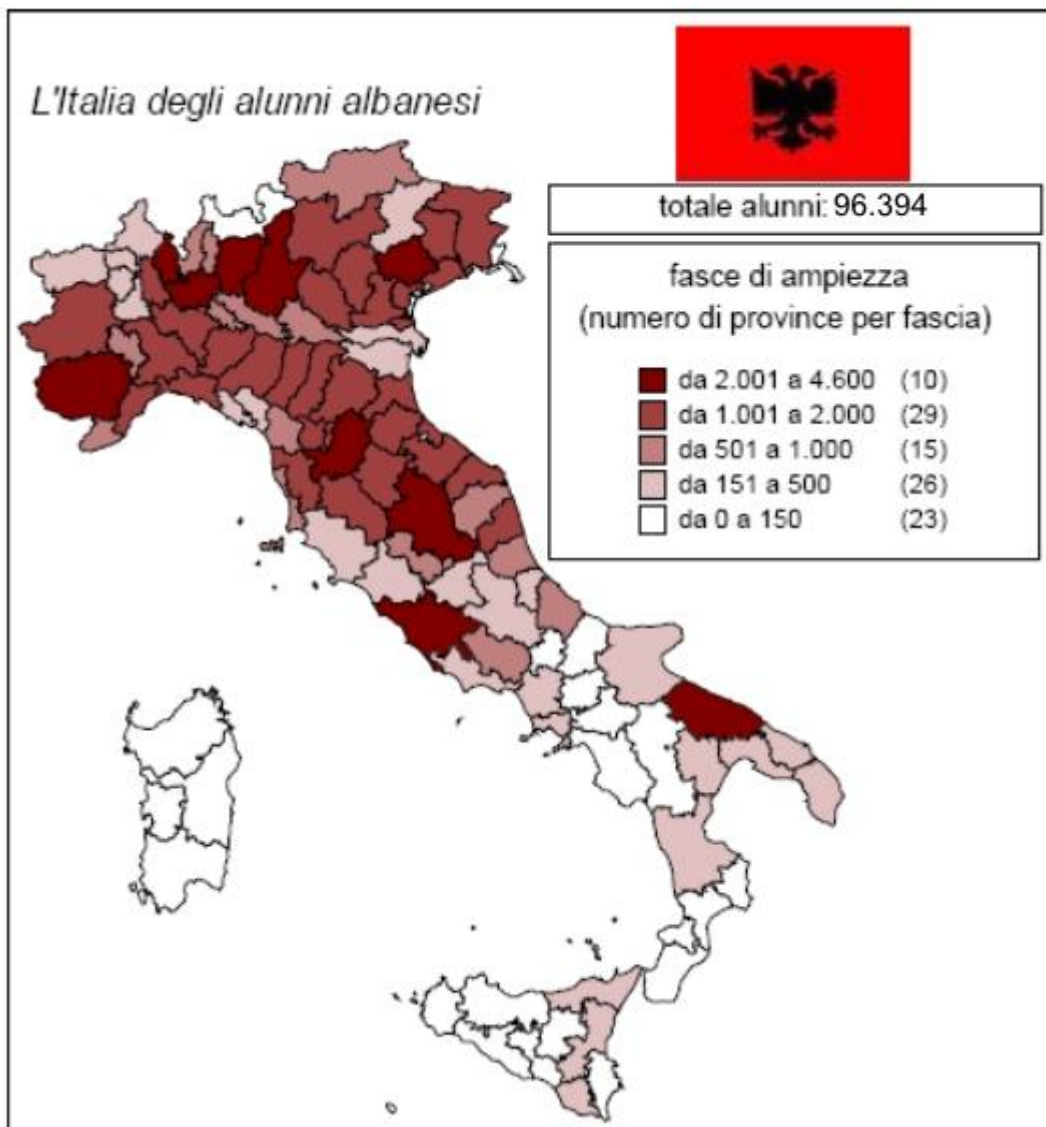 L'Italia degli alunni albanesi
totale alunni: 96.394
fasce di ampiezza
(numero di province per fascia)
da 2.001 a 4.600 (10)
da 1.001 a 2.000 (29)
da 501 a 1.000 (15)
da 151 a 500 (26)
da 0 a 150 (23)